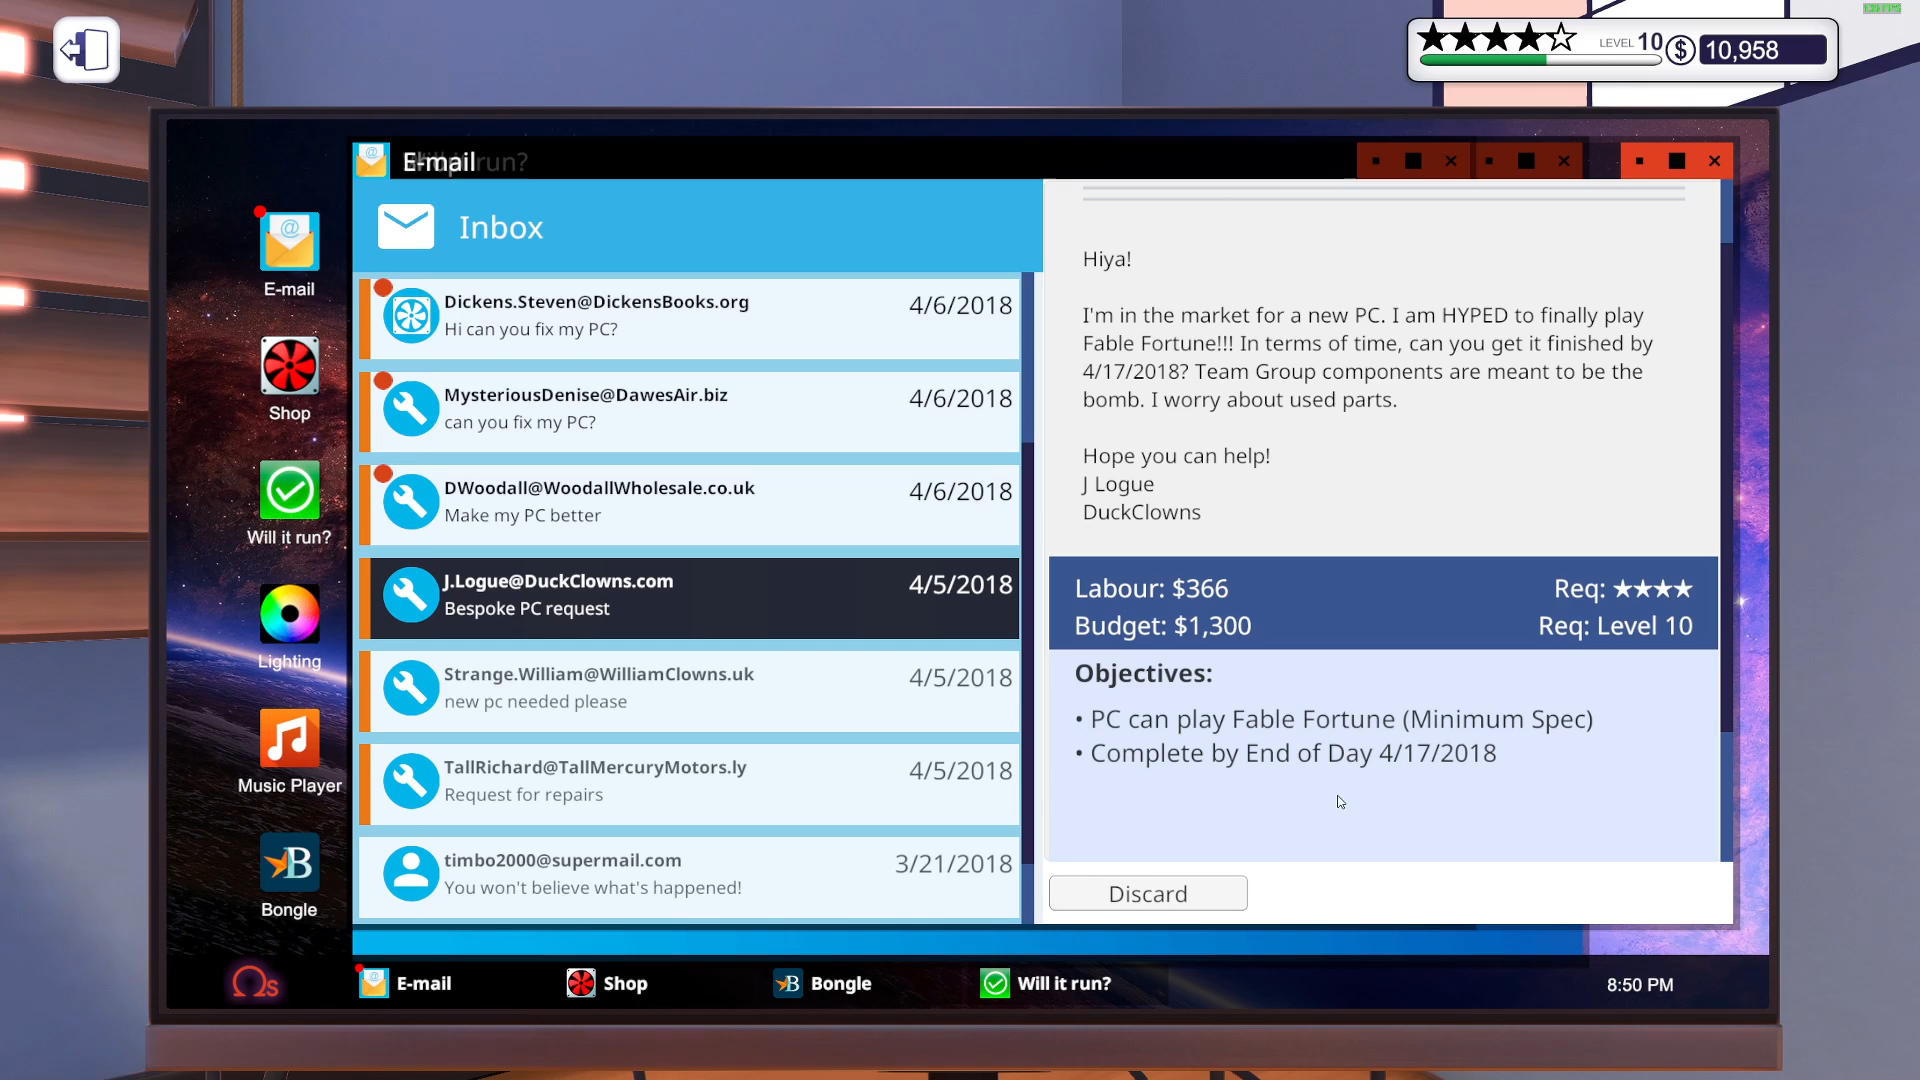 LEVEL 10
$ 10,958
E-mail
Inbox
E-mail
Shop
Will it run?
Lighting
Music Player
B
Bongle
Dickens.Steven@DickensBooks.org
4/6/2018
Hi can you fix my PC?
MysteriousDenise@DawesAir.biz
4/6/2018
can you fix my PC?
DWoodall@WoodallWholesale.co.uk
4/6/2018
Make my PC better
J.Logue@DuckClowns.com
4/5/2018
Bespoke PC request
Strange.William@WilliamClowns.uk
4/5/2018
new pc needed please
TallRichard@TallMercuryMotors.ly
4/5/2018
Request for repairs
timbo2000@supermail.com
3/21/2018
You won't believe what's happened!
Hiya!
I'm in the market for a new PC. I am HYPED to finally play
Fable Fortune!!! In terms of time, can you get it finished by
4/17/2018? Team Group components are meant to be the
bomb. I worry about used parts.
Hope you can help!
J Logue
DuckClowns
Labour: $366
Req: ★★★★
Budget: $1,300
Req: Level 10
Objectives:
• PC can play Fable Fortune (Minimum Spec)
• Complete by End of Day 4/17/2018
Discard
Ωs
E-mail
Shop
B
Bongle
Will it run?
8:50 PM